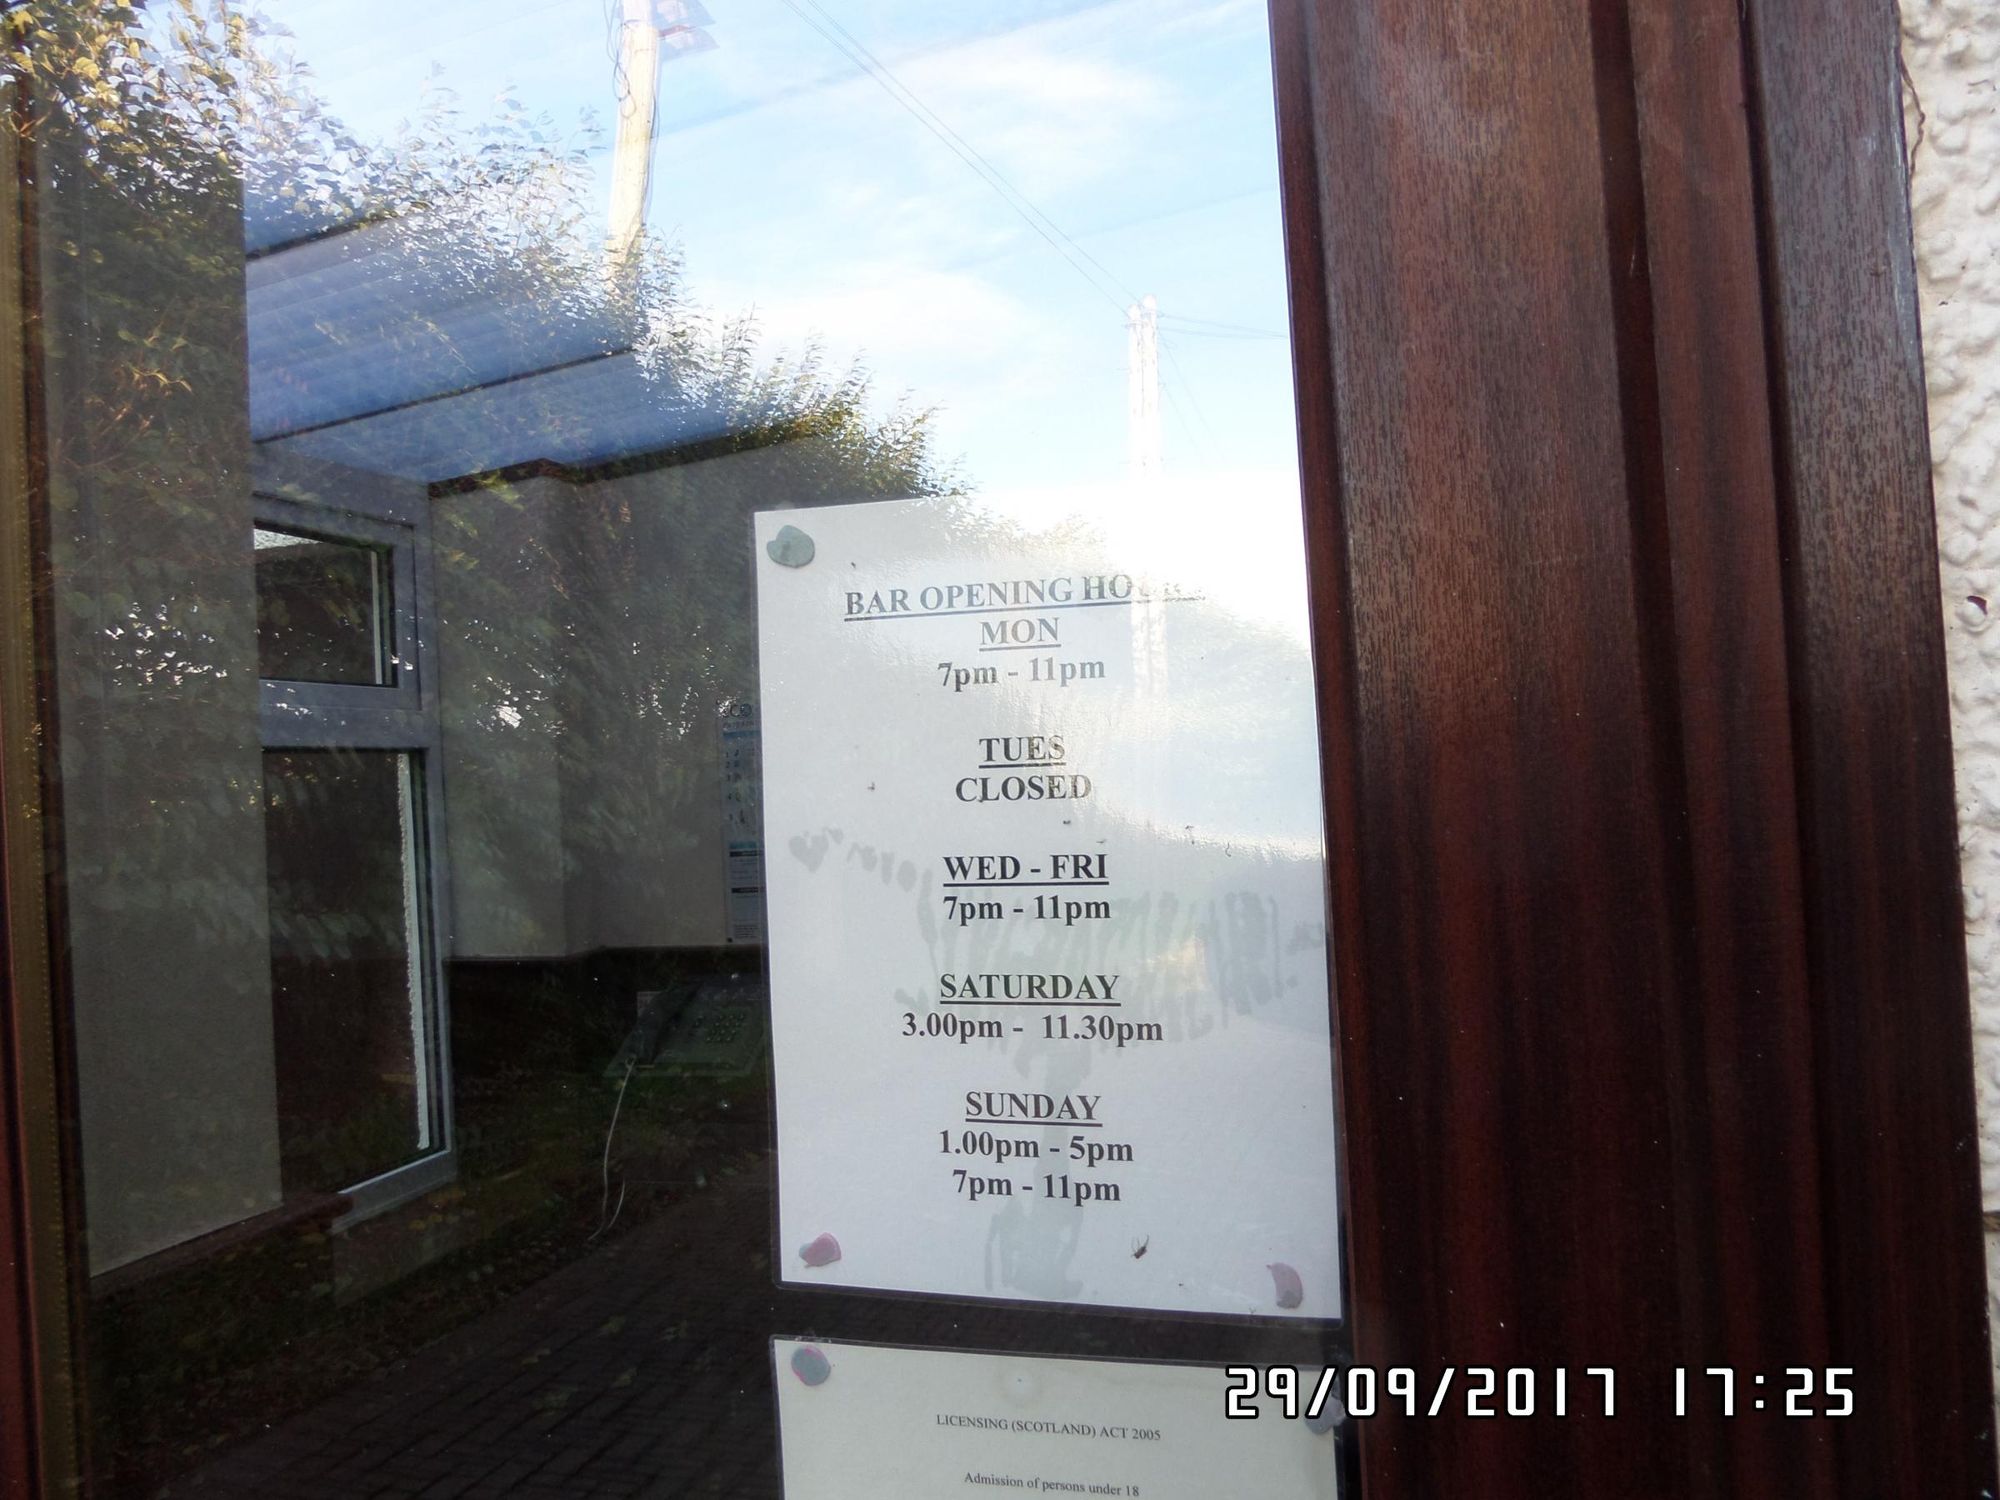 BAR OPENING HOURS
MON
7pm - 11pm
TUES
CLOSED
WED - FRI
7pm - 11pm
SATURDAY
3.00pm - 11.30pm
SUNDAY
1.00pm - 5pm
7pm - 11pm
LICENSING (SCOTLAND) ACT 2005
Admission of persons under 18
29/09/2017 17:25